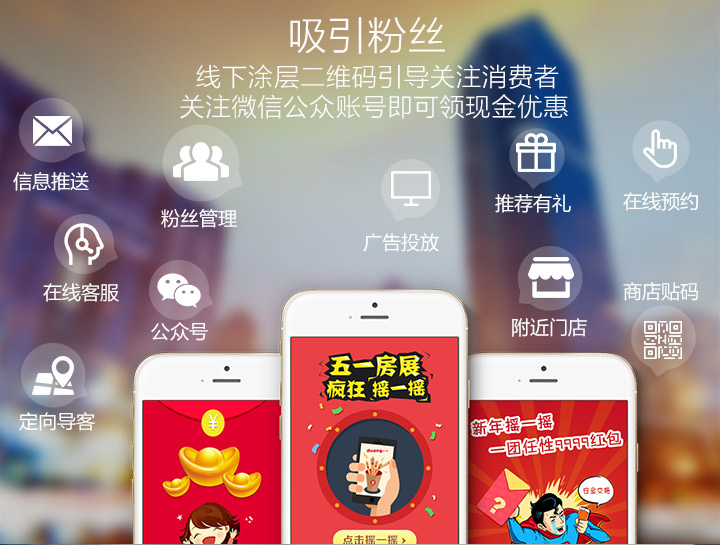 吸引粉丝
线下涂层二维码引导关注消费者
关注微信公众账号即可领现金优惠
信息推送
粉丝管理
广告投放
推荐有礼
在线预约
在线客服
公众号
附近门店
商店贴码
定向导客
¥
五一房展
疯狂 摇一摇
duang~~
点击摇一摇 >
新年摇一摇
一团任性9999红包
?